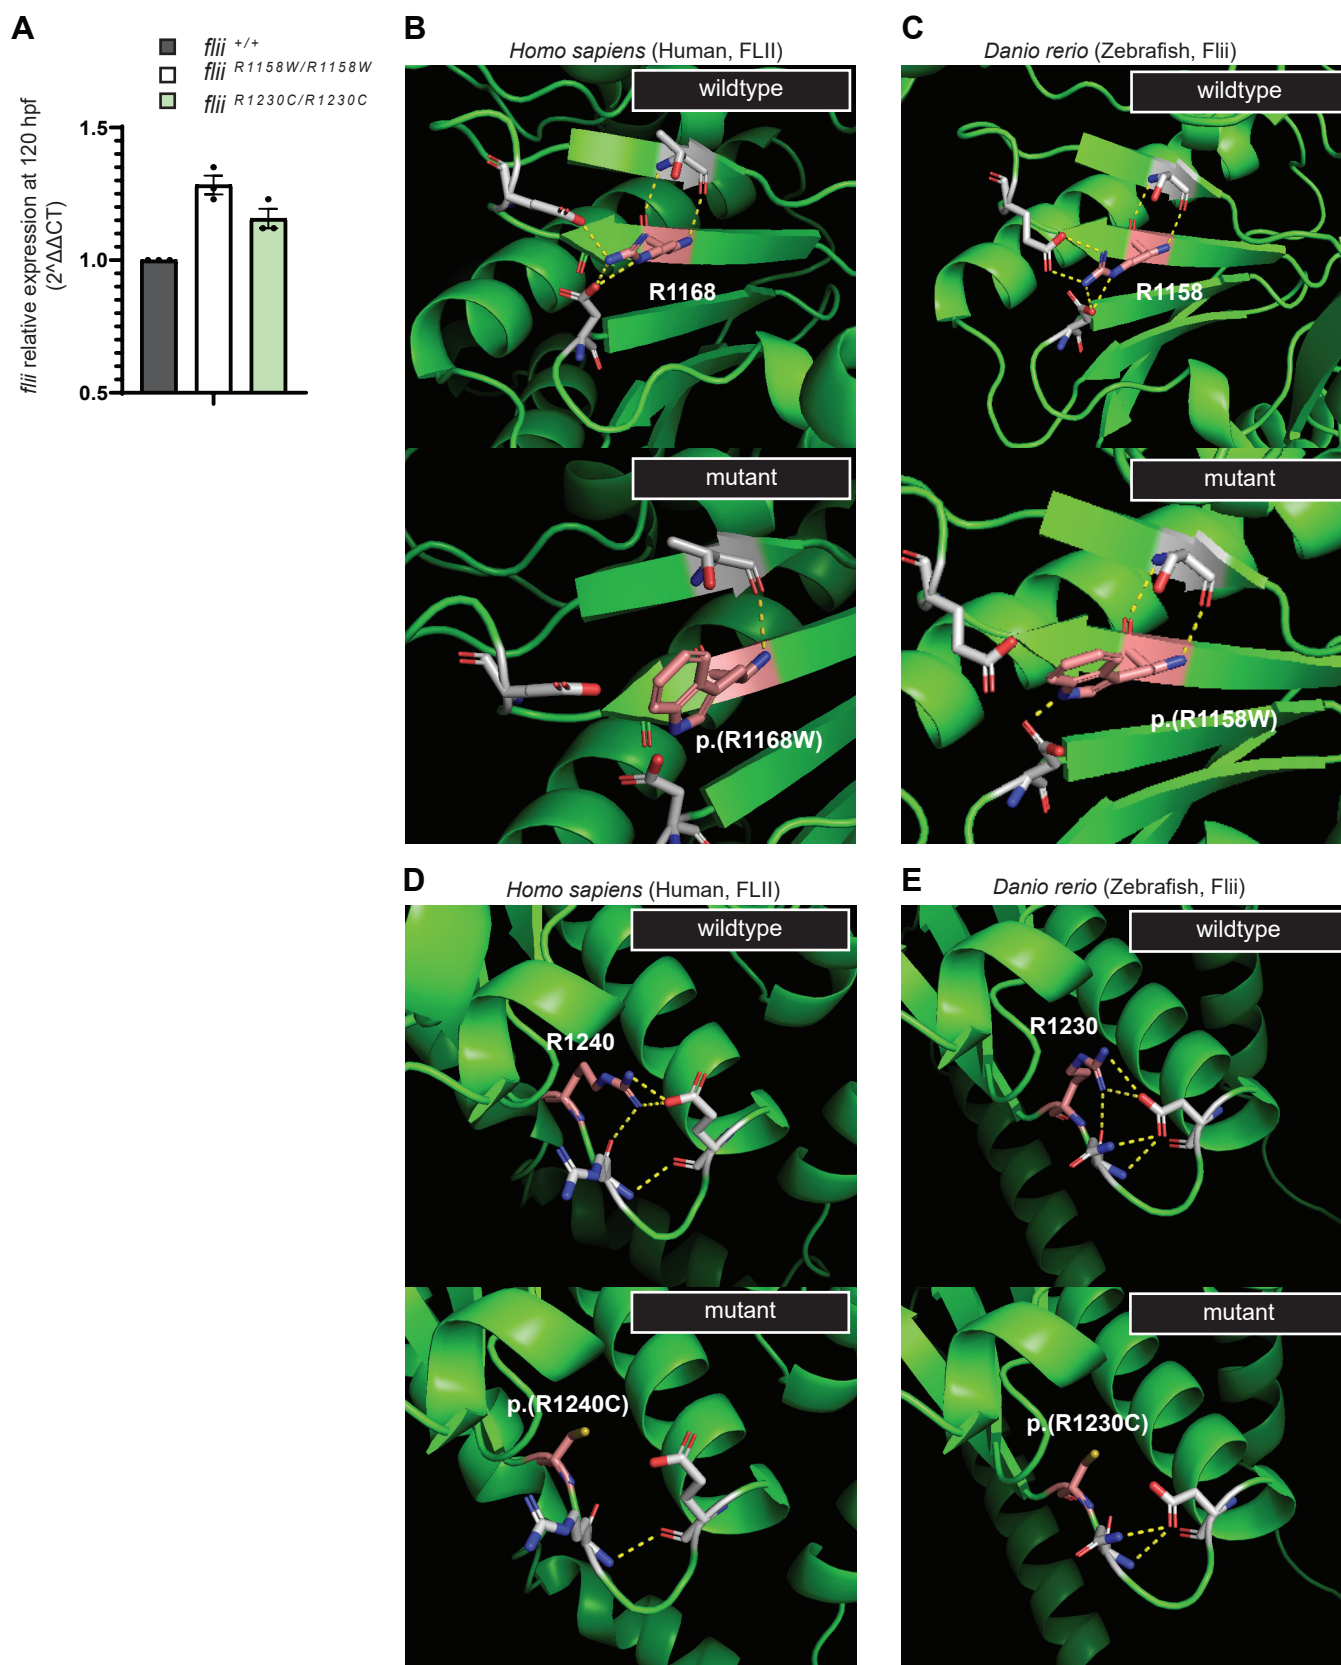 A
flii +/+
flii R1158W/R1158W
flii R1230C/R1230C
flii relative expression at 120 hpf
(2^ΔΔCT)
1.5
1.0
0.5
B
Homo sapiens (Human, FLII)
wildtype
R1168
mutant
p.(R1168W)
C
Danio rerio (Zebrafish, Flii)
wildtype
R1158
mutant
p.(R1158W)
D
Homo sapiens (Human, FLII)
wildtype
R1240
mutant
p.(R1240C)
E
Danio rerio (Zebrafish, Flii)
wildtype
R1230
mutant
p.(R1230C)